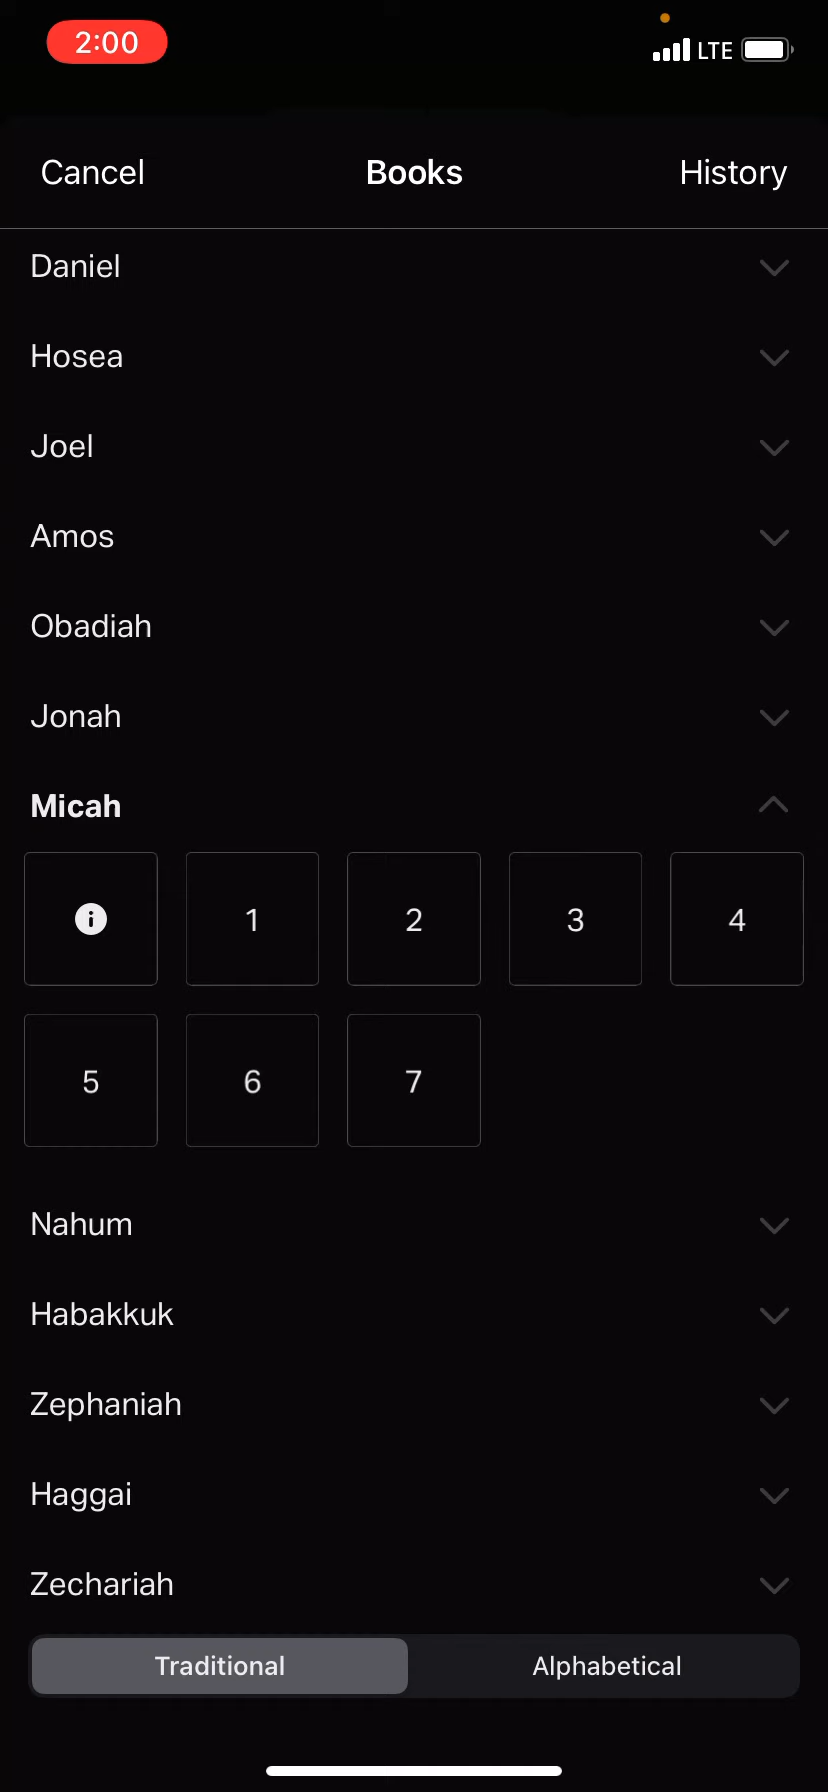 2:00 LTE
Cancel Books History
Daniel
Hosea
Joel
Amos
Obadiah
Jonah
Micah
1 2 3 4
5 6 7
Nahum
Habakkuk
Zephaniah
Haggai
Zechariah
Traditional Alphabetical